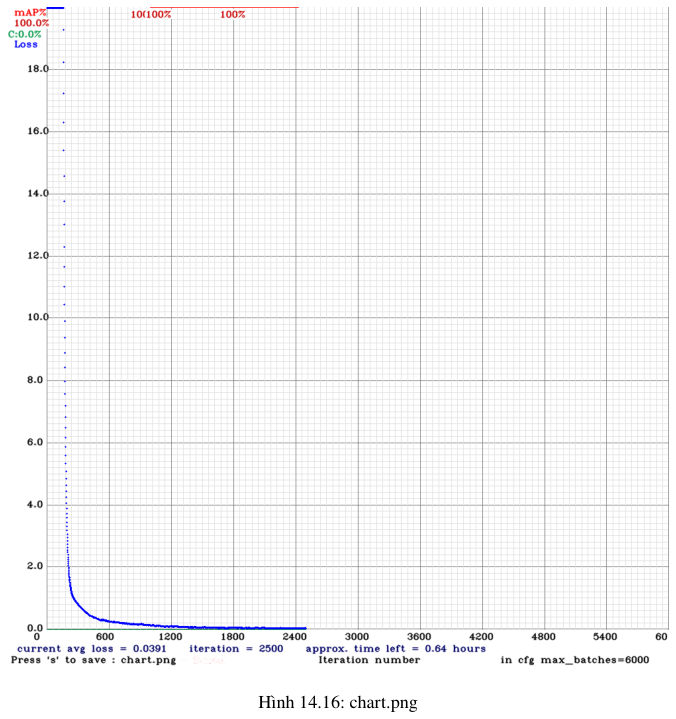 mAP% 10(100% 100%
100.0%
C:0.0%
Loss
18.0
16.0
14.0
12.0
10.0
8.0
6.0
4.0
2.0
0.0
0 600 1200 1800 2400 3000 3600 4200 4800 5400 60
current avg loss = 0.0391 iteration = 2500 approx. time left = 0.64 hours
Press 's' to save : chart.png Iteration number in cfg max_batches=6000
Hình 14.16: chart.png